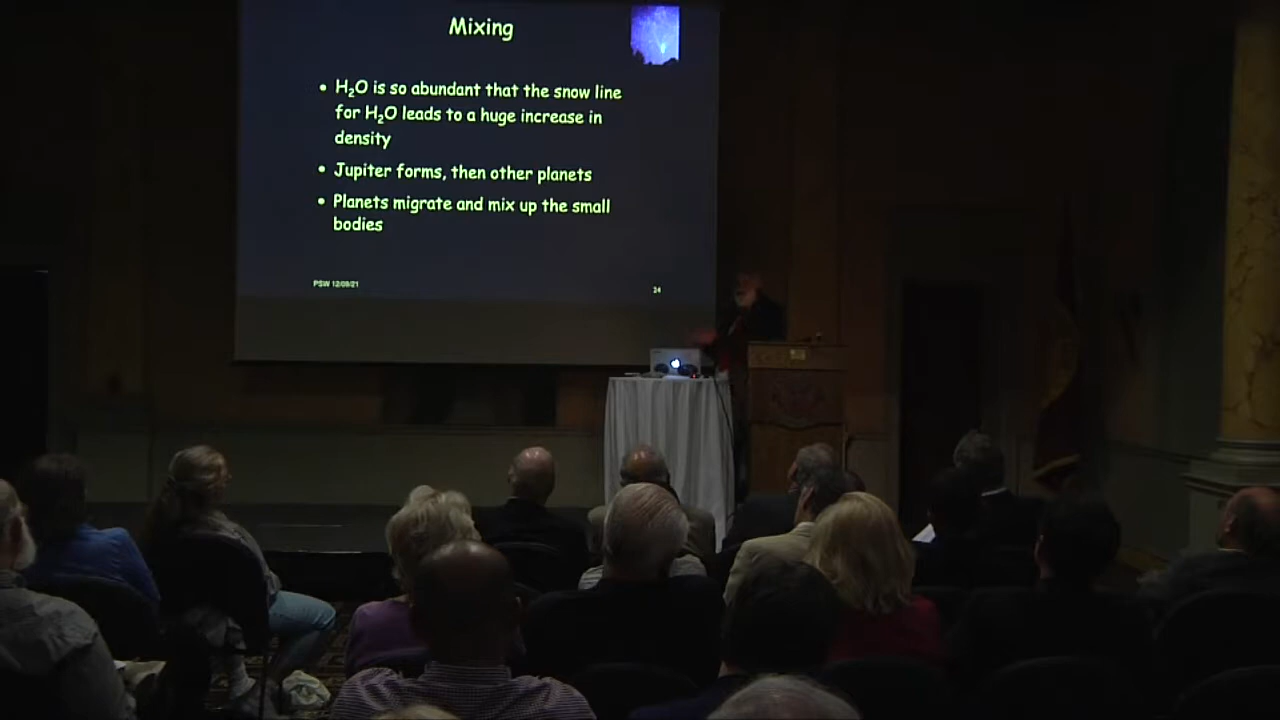 Mixing
• H₂O is so abundant that the snow line
for H₂O leads to a huge increase in
density
• Jupiter forms, then other planets
• Planets migrate and mix up the small
bodies
PSW 12/09/21
24